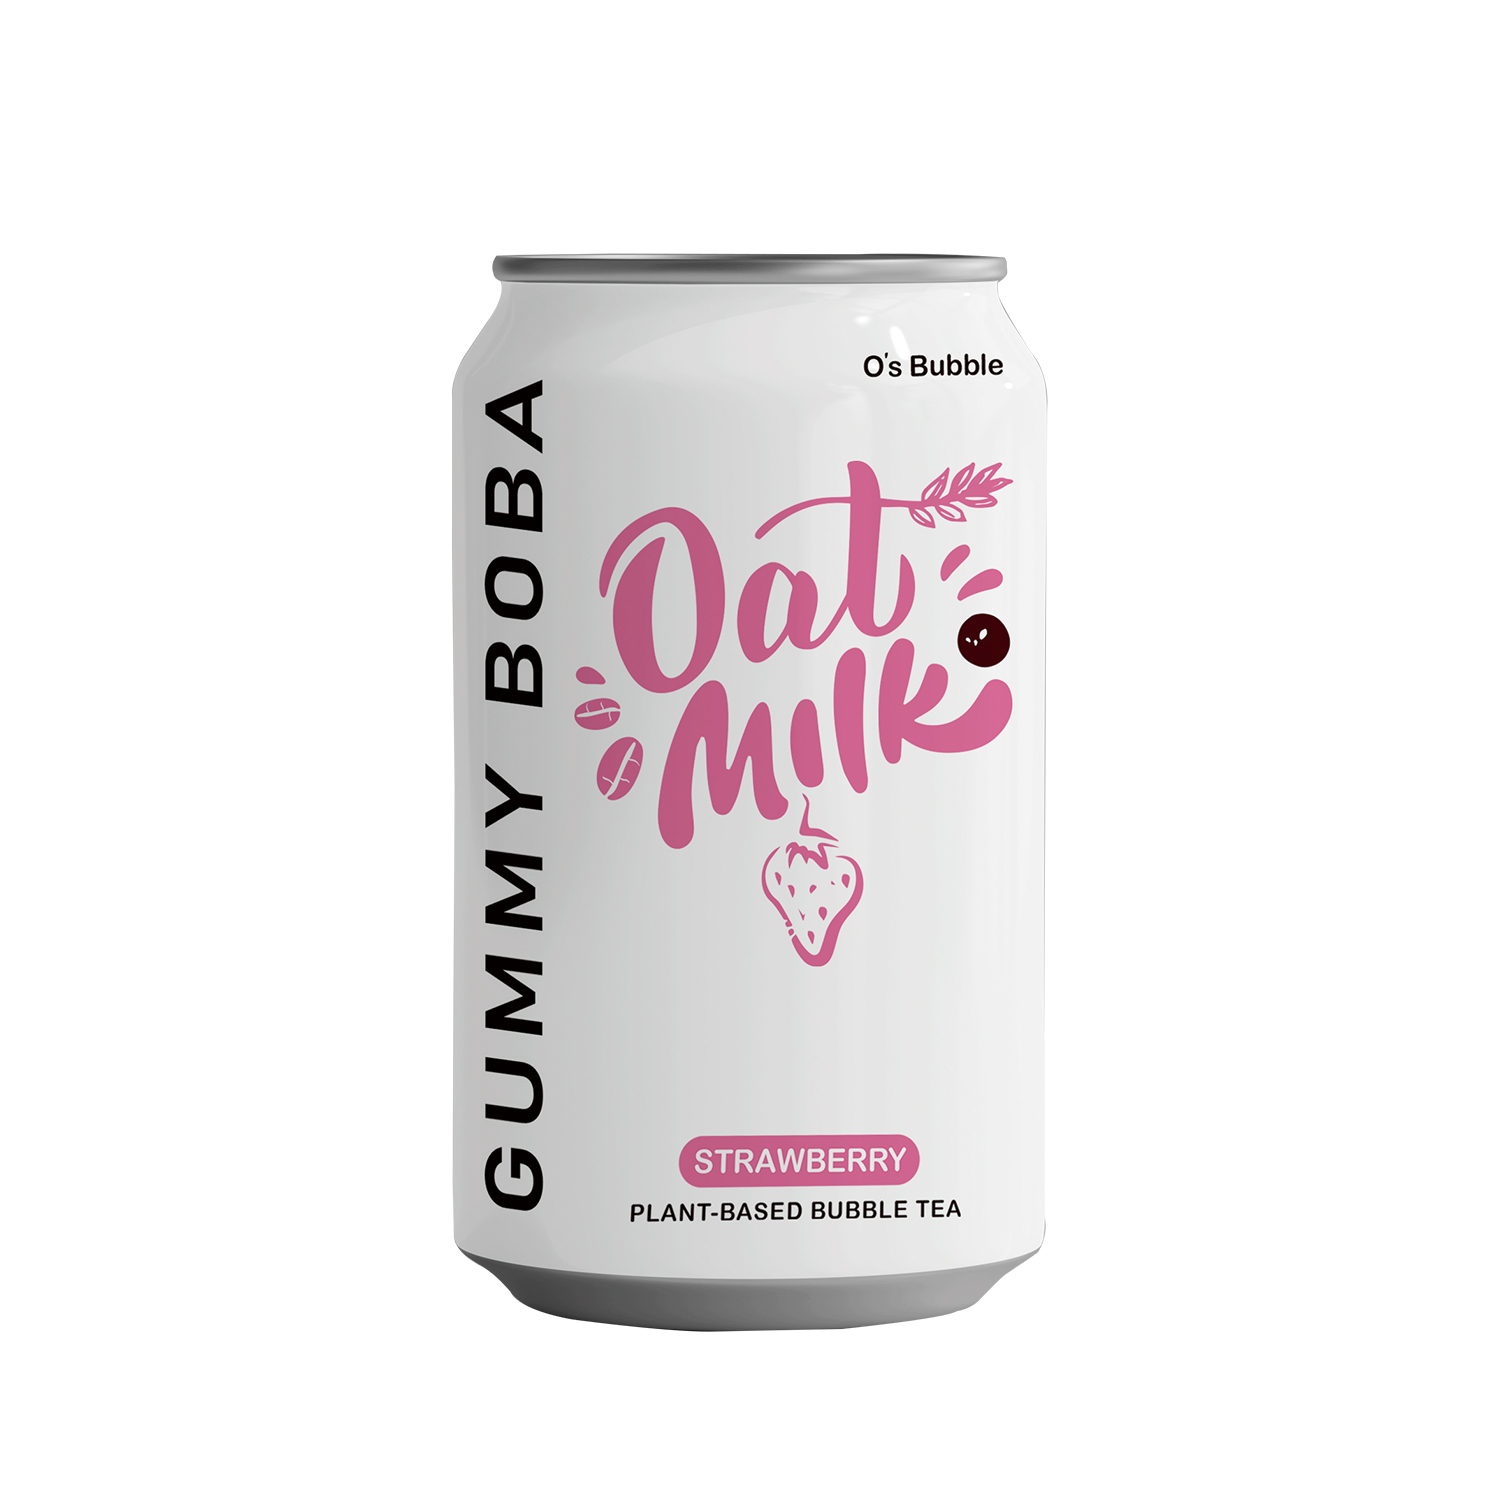 O's Bubble
GUMMY BOBA
Oat
Milk
STRAWBERRY
PLANT-BASED BUBBLE TEA